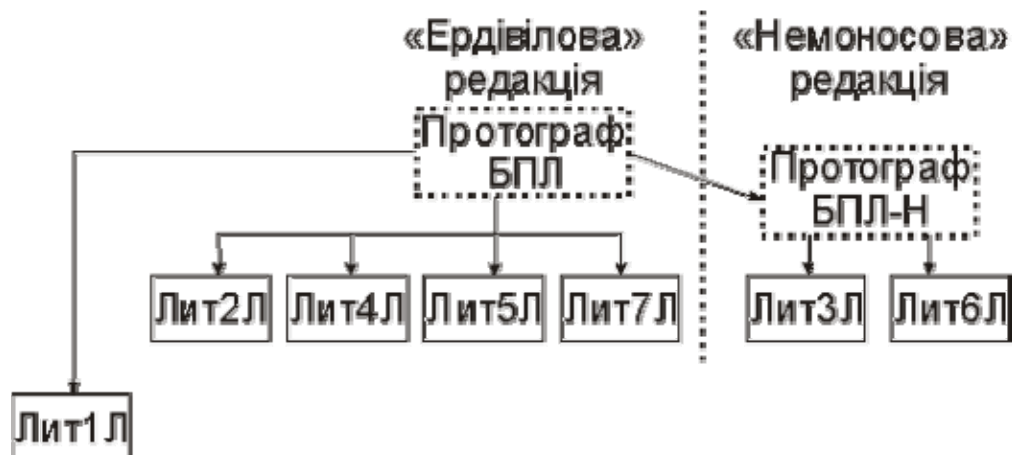 «Ердівілова»
редакція
«Немоносова»
редакція
Протограф
БПЛ
Протограф
БПЛ-Н
Лит2Л
Лит4Л
Лит5Л
Лит7Л
Лит3Л
Лит6Л
Лит1Л